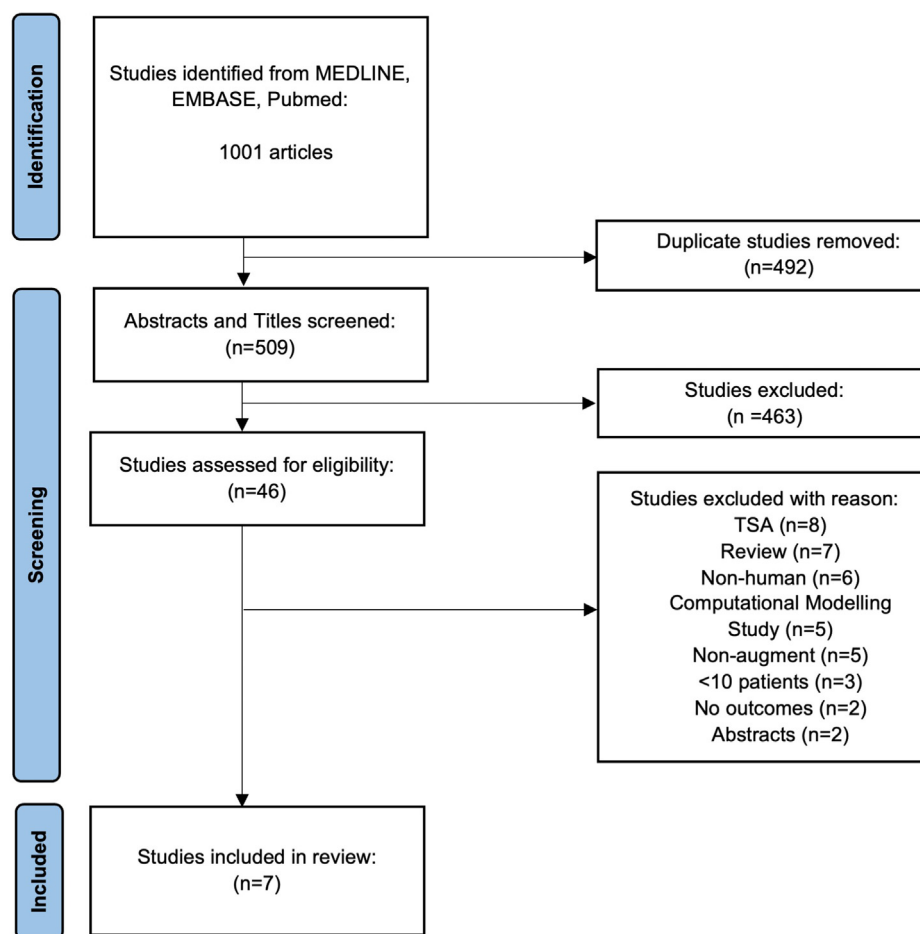 Identification
Studies identified from MEDLINE,
EMBASE, Pubmed:
1001 articles
Duplicate studies removed:
(n=492)
Screening
Abstracts and Titles screened:
(n=509)
Studies excluded:
(n =463)
Studies assessed for eligibility:
(n=46)
Studies excluded with reason:
TSA (n=8)
Review (n=7)
Non-human (n=6)
Computational Modelling
Study (n=5)
Non-augment (n=5)
<10 patients (n=3)
No outcomes (n=2)
Abstracts (n=2)
Included
Studies included in review:
(n=7)